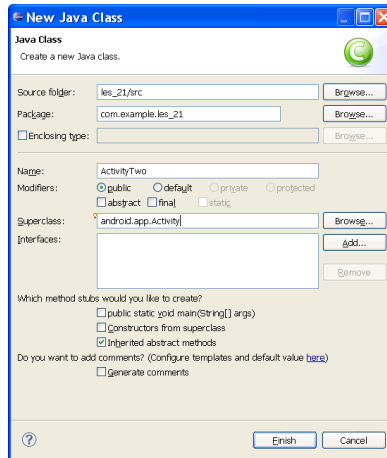 New Java Class
Java Class
Create a new Java class.
Source folder: les_21/src Browse...
Package: com.example.les_21 Browse...
Enclosing type: Browse...
Name: ActivityTwo
Modifiers: public default private protected
abstract final static
Superclass: android.app.Activity Browse...
Interfaces: Add...
Remove
Which method stubs would you like to create?
public static void main(String[] args)
Constructors from superclass
Inherited abstract methods
Do you want to add comments? (Configure templates and default value here)
Generate comments
? Finish Cancel